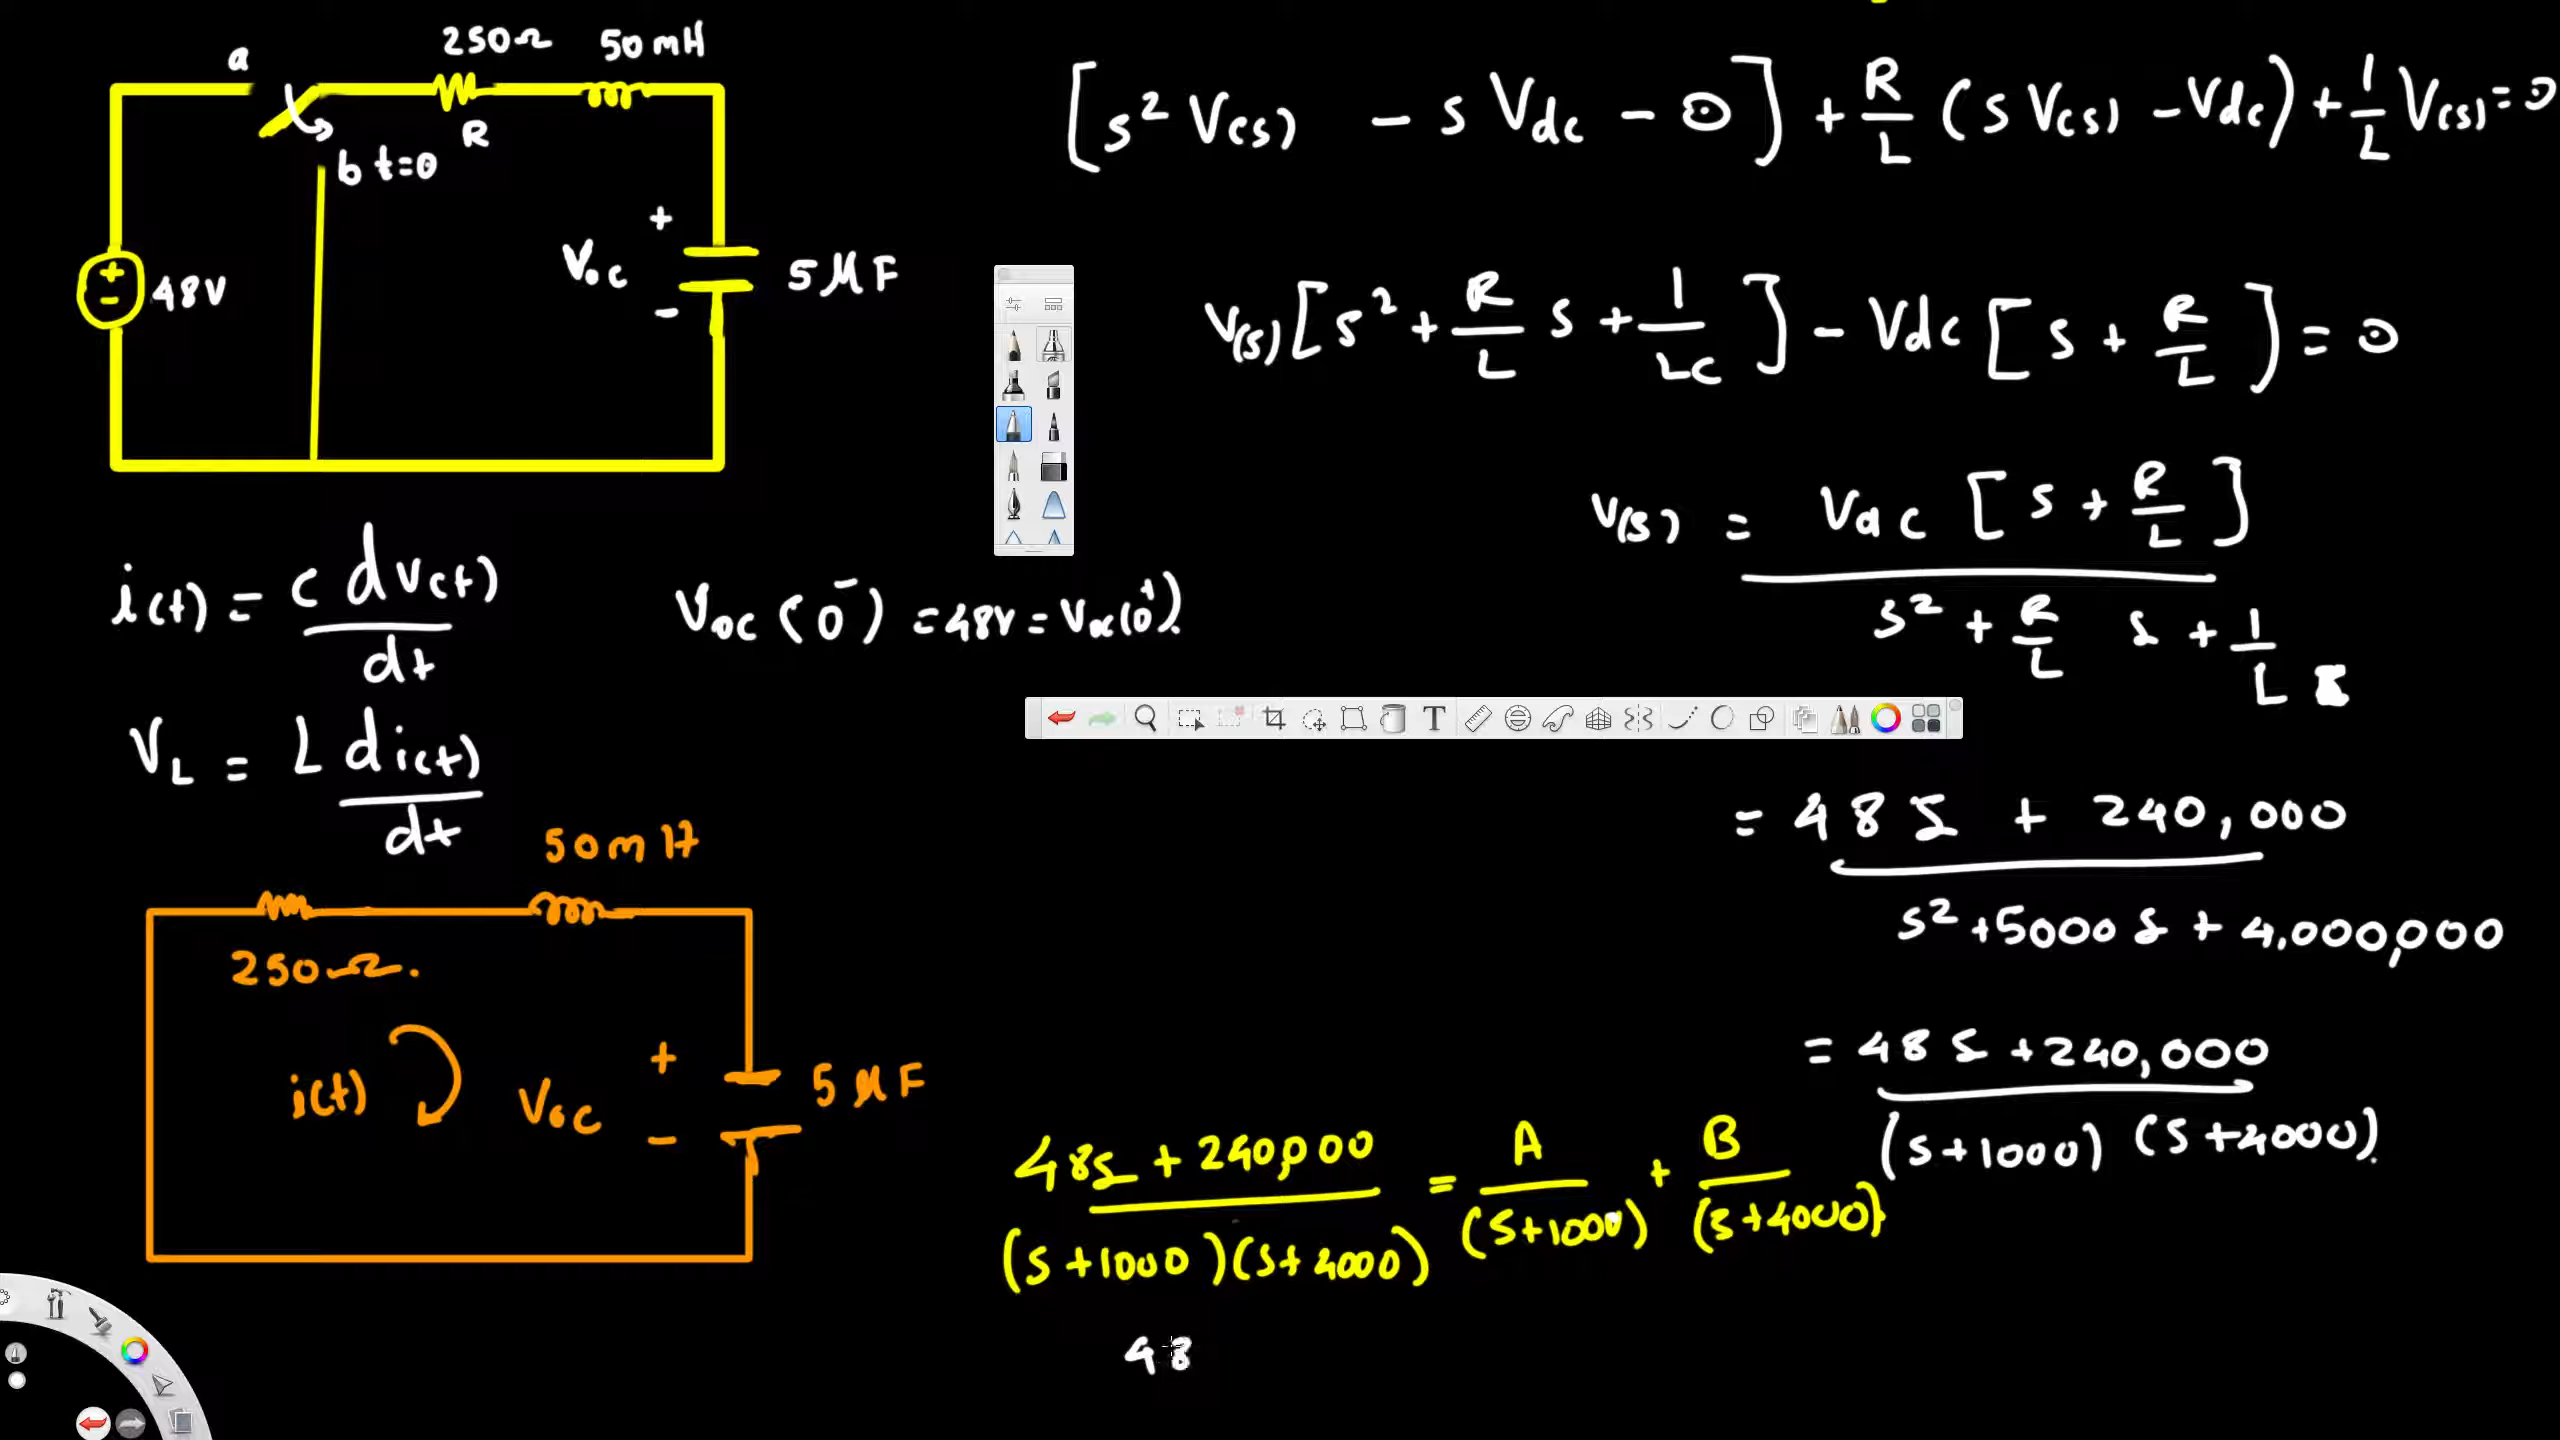 a
250Ω 50mH
R
b t=0
+
48V
Voc
5μF
-
i(t) = c dv(t)/dt
Voc(0⁻) = 48V = Voc(0⁺).
VL = L di(t)/dt
50mH
250Ω.
i(t)
+
Voc
5μF
-
[s² V(s) - s Vdc - 0] + R/L (s V(s) - Vdc) + 1/L V(s) = 0
V(s) [s² + R/L s + 1/LC] - Vdc [s + R/L] = 0
V(s) = Vdc [s + R/L]
s² + R/L s + 1/L
T
= 48s + 240,000
s² + 5000s + 4,000,000
= 48s + 240,000
(s+1000) (s+4000).
48s + 240,000 = A + B
(s+1000)(s+4000) (s+1000) (s+4000)
48